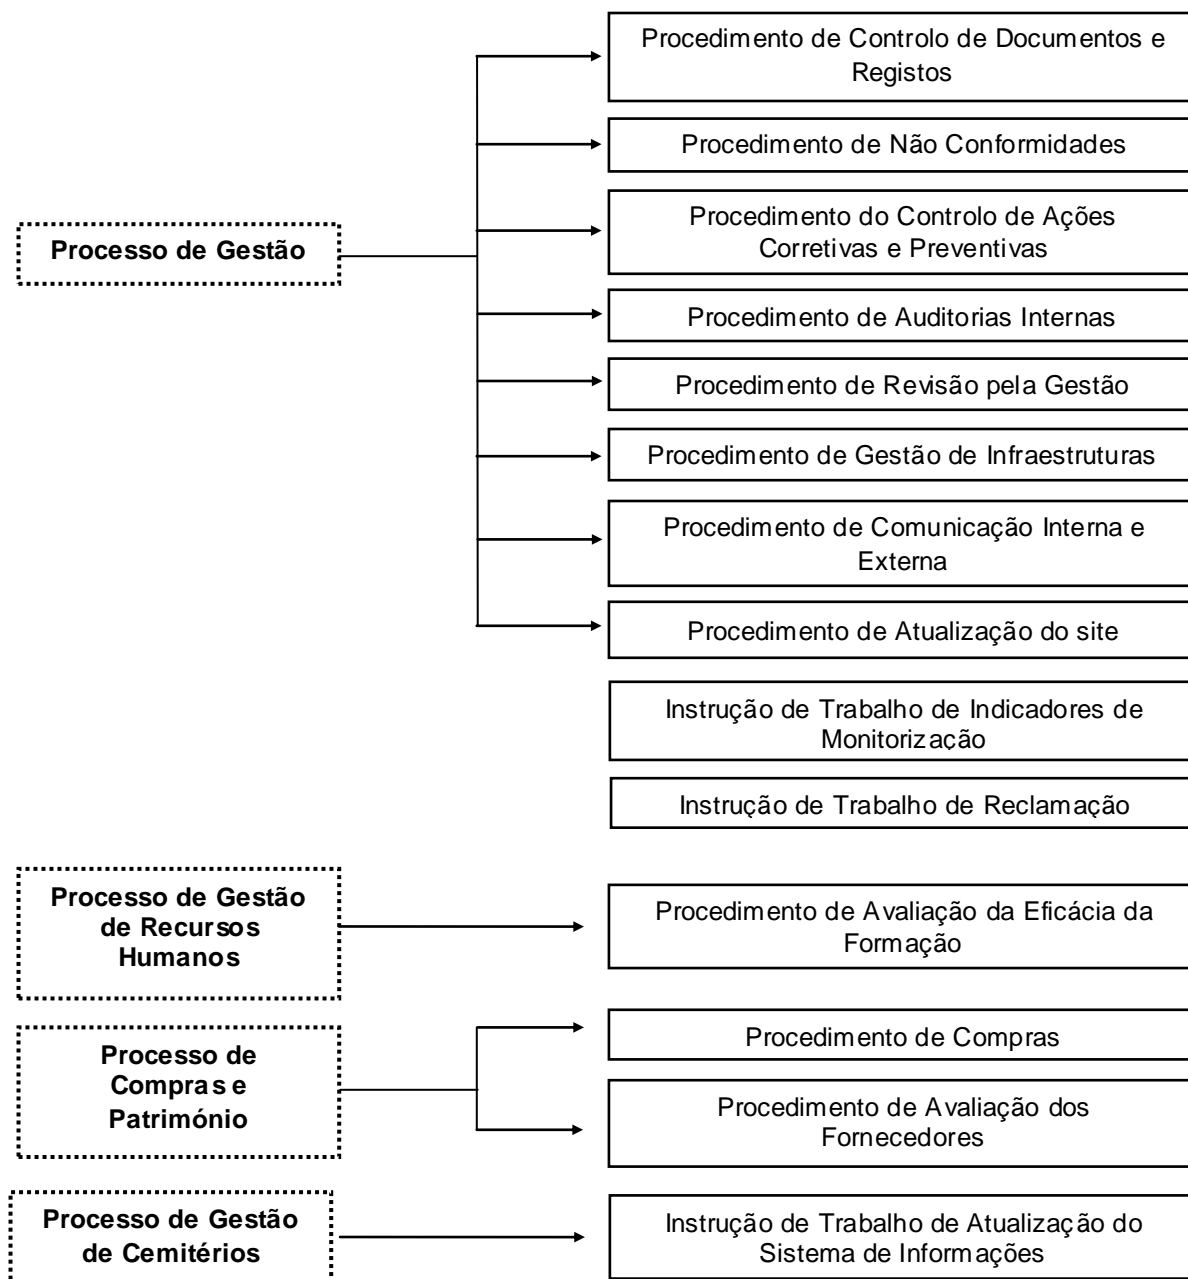 Procedimento de Controlo de Documentos e
Registos
Procedimento de Não Conformidades
Procedimento do Controlo de Ações
Corretivas e Preventivas
Processo de Gestão
Procedimento de Auditorias Internas
Procedimento de Revisão pela Gestão
Procedimento de Gestão de Infraestruturas
Procedimento de Comunicação Interna e
Externa
Procedimento de Atualização do site
Instrução de Trabalho de Indicadores de
Monitorização
Instrução de Trabalho de Reclamação
Processo de Gestão
de Recursos
Humanos
Procedimento de Avaliação da Eficácia da
Formação
Processo de
Compras e
Património
Procedimento de Compras
Procedimento de Avaliação dos
Fornecedores
Processo de Gestão
de Cemitérios
Instrução de Trabalho de Atualização do
Sistema de Informações